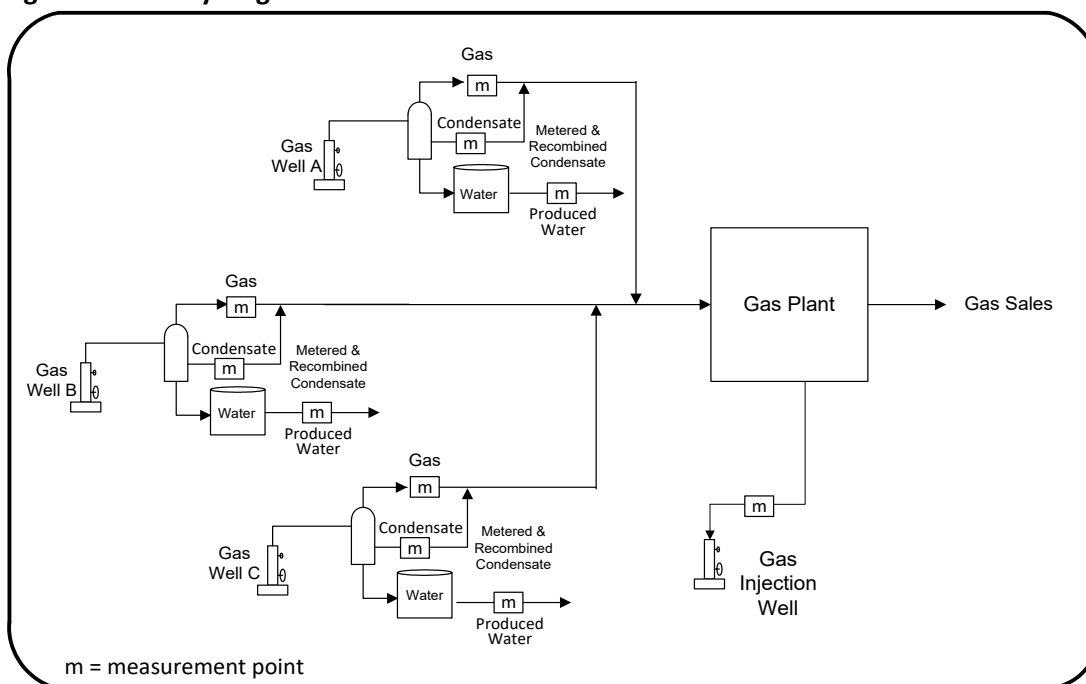 Gas
m
Condensate
m
Metered &
Recombined
Condensate
Gas
Well A
Water
m
Produced
Water
Gas
m
Condensate
m
Metered &
Recombined
Condensate
Gas
Well B
Water
m
Produced
Water
Gas
m
Condensate
m
Metered &
Recombined
Condensate
Gas
Well C
Water
m
Produced
Water
Gas Plant
Gas Sales
m
Gas
Injection
Well
m = measurement point